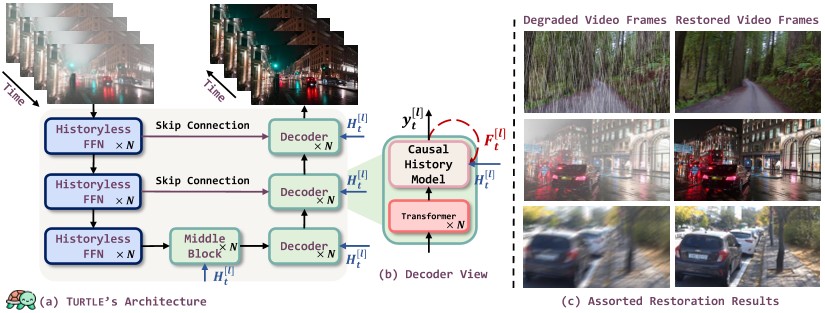 Time
Time
Historyless
FFN ×N
Skip Connection
Decoder
×N
H_t^[l]
Historyless
FFN ×N
Skip Connection
Decoder
×N
H_t^[l]
Historyless
FFN ×N
Middle
Block ×N
Decoder
×N
H_t^[l]
H_t^[l]
(a) TURTLE's Architecture
y_t^[l]
F_t^[l]
Causal
History
Model
H_t^[l]
Transformer
×N
(b) Decoder View
Degraded Video Frames
Restored Video Frames
(c) Assorted Restoration Results